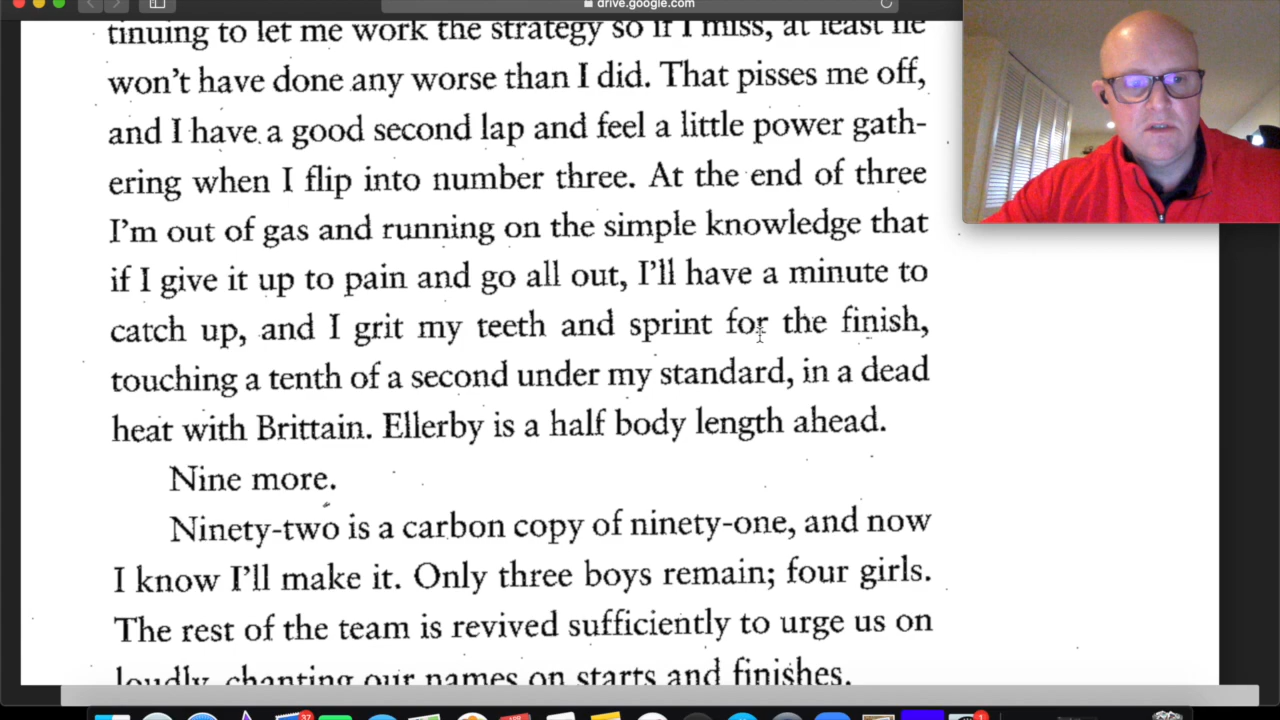 drive.google.com
tinuing to let me work the strategy so if I miss, at least he
won't have done any worse than I did. That pisses me off,
and I have a good second lap and feel a little power gath-
ering when I flip into number three. At the end of three
I'm out of gas and running on the simple knowledge that
if I give it up to pain and go all out, I'll have a minute to
catch up, and I grit my teeth and sprint for the finish,
touching a tenth of a second under my standard, in a dead
heat with Brittain. Ellerby is a half body length ahead.
Nine more.
Ninety-two is a carbon copy of ninety-one, and now
I know I'll make it. Only three boys remain; four girls.
The rest of the team is revived sufficiently to urge us on
loudly, chanting our names on starts and finishes.
37
1